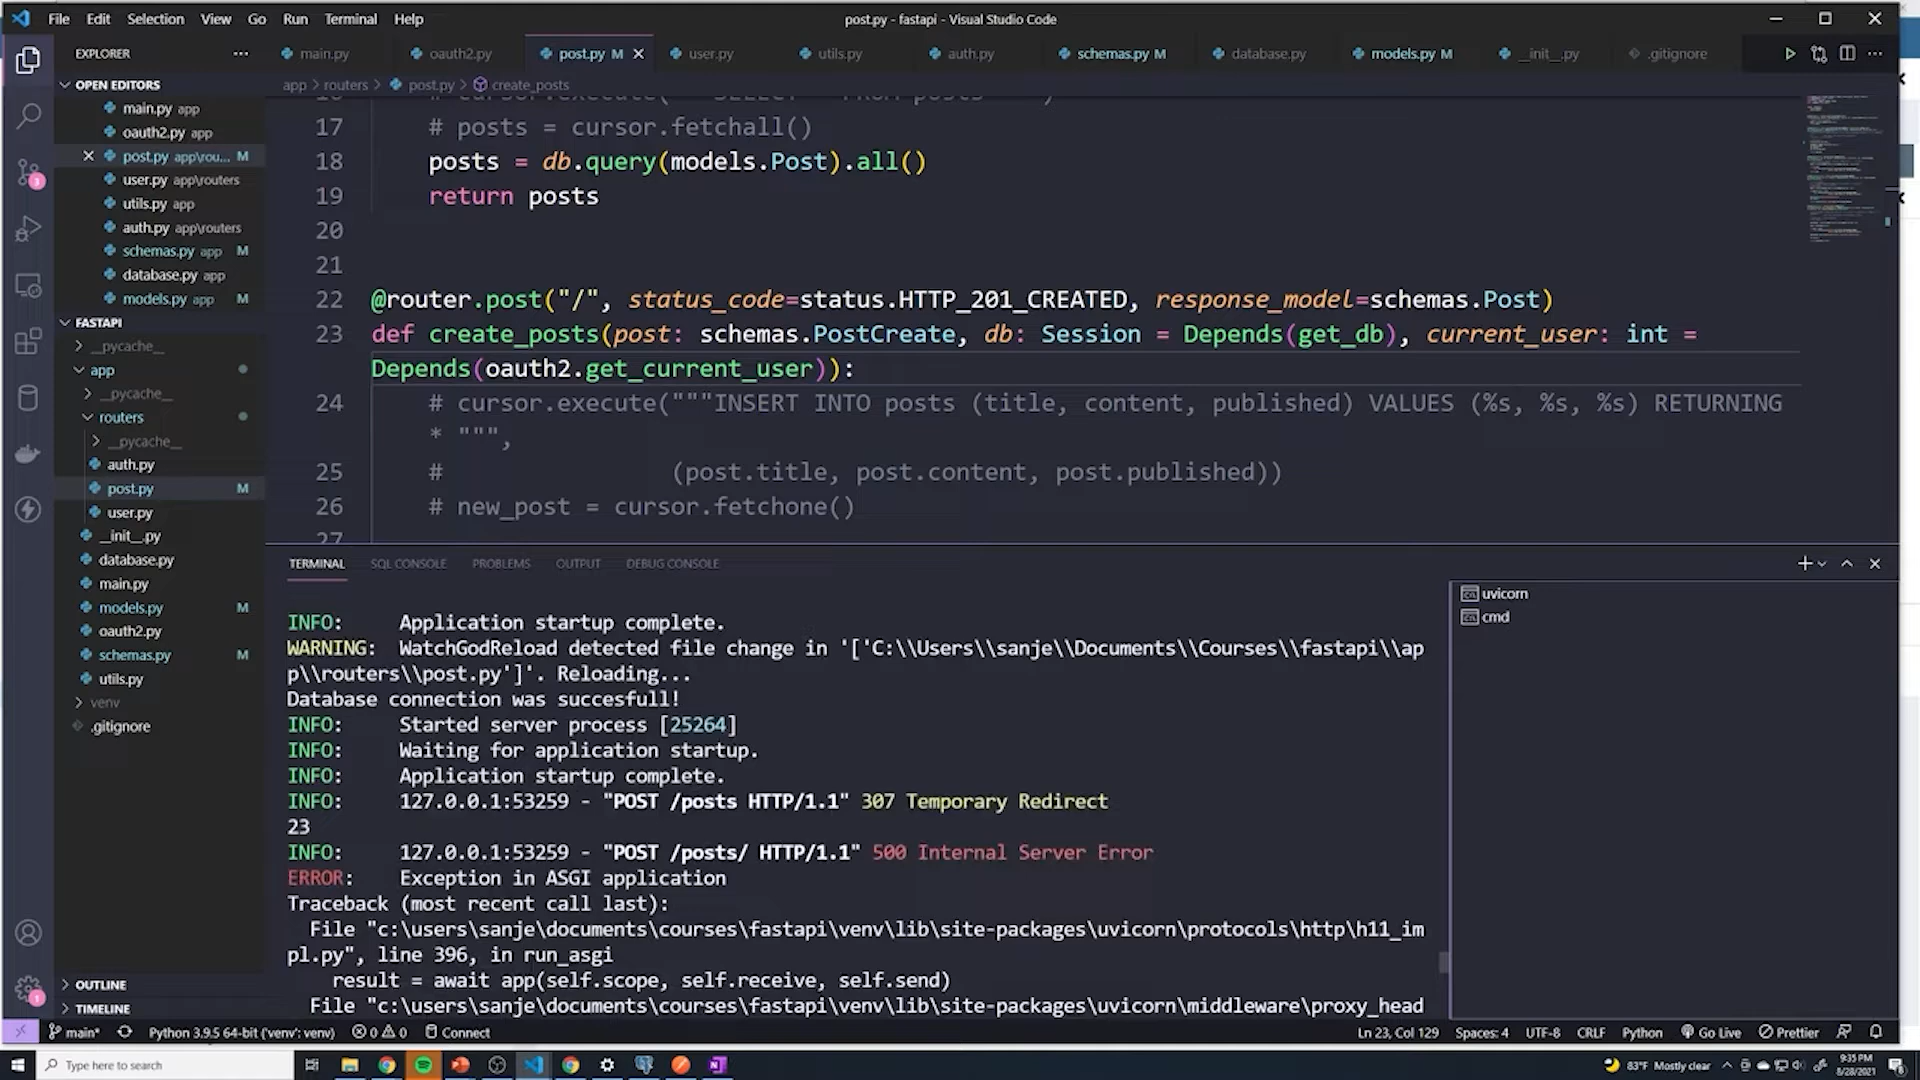 File Edit Selection View Go Run Terminal Help
post.py - fastapi - Visual Studio Code
EXPLORER
main.py
oauth2.py
post.py M
user.py
utils.py
auth.py
schemas.py M
database.py
models.py M
__init__.py
.gitignore
OPEN EDITORS
main.py app
oauth2.py app
post.py app\rou... M
user.py app\routers
utils.py app
auth.py app\routers
schemas.py app M
database.py app
models.py app M
FASTAPI
__pycache__
app
__pycache__
routers
__pycache__
auth.py
post.py M
user.py
__init__.py
database.py
main.py
models.py M
oauth2.py
schemas.py M
utils.py
venv
.gitignore
OUTLINE
TIMELINE
app > routers > post.py > create_posts
17 # posts = cursor.fetchall()
18 posts = db.query(models.Post).all()
19 return posts
20
21
22 @router.post("/", status_code=status.HTTP_201_CREATED, response_model=schemas.Post)
23 def create_posts(post: schemas.PostCreate, db: Session = Depends(get_db), current_user: int =
Depends(oauth2.get_current_user)):
24 # cursor.execute("""INSERT INTO posts (title, content, published) VALUES (%s, %s, %s) RETURNING
* """,
25 # (post.title, post.content, post.published))
26 # new_post = cursor.fetchone()
27
TERMINAL SQL CONSOLE PROBLEMS OUTPUT DEBUG CONSOLE
INFO: Application startup complete.
WARNING: WatchGodReload detected file change in '['C:\\Users\\sanje\\Documents\\Courses\\fastapi\\ap
p\\routers\\post.py']'. Reloading...
Database connection was succesfull!
INFO: Started server process [25264]
INFO: Waiting for application startup.
INFO: Application startup complete.
INFO: 127.0.0.1:53259 - "POST /posts HTTP/1.1" 307 Temporary Redirect
23
INFO: 127.0.0.1:53259 - "POST /posts/ HTTP/1.1" 500 Internal Server Error
ERROR: Exception in ASGI application
Traceback (most recent call last):
File "c:\users\sanje\documents\courses\fastapi\venv\lib\site-packages\uvicorn\protocols\http\h11_im
pl.py", line 396, in run_asgi
result = await app(self.scope, self.receive, self.send)
File "c:\users\sanje\documents\courses\fastapi\venv\lib\site-packages\uvicorn\middleware\proxy_head
uvicorn
cmd
main* Python 3.9.5 64-bit ('venv': venv) 0 0 Connect
Ln 23, Col 129 Spaces: 4 UTF-8 CRLF Python Go Live Prettier
Type here to search
83°F Mostly clear
9:35 PM
8/28/2021